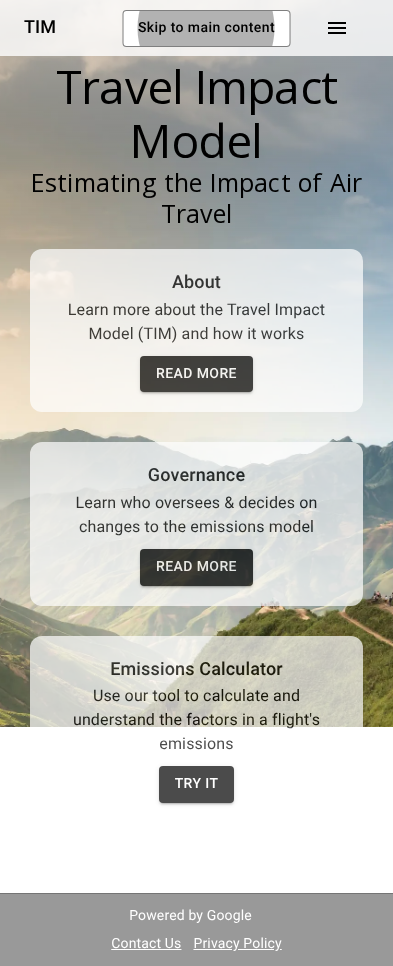 TIM
Skip to main content
Travel Impact
Model
Estimating the Impact of Air
Travel
About
Learn more about the Travel Impact
Model (TIM) and how it works
READ MORE
Governance
Learn who oversees & decides on
changes to the emissions model
READ MORE
Emissions Calculator
Use our tool to calculate and
understand the factors in a flight's
emissions
TRY IT
Powered by Google
Contact Us Privacy Policy